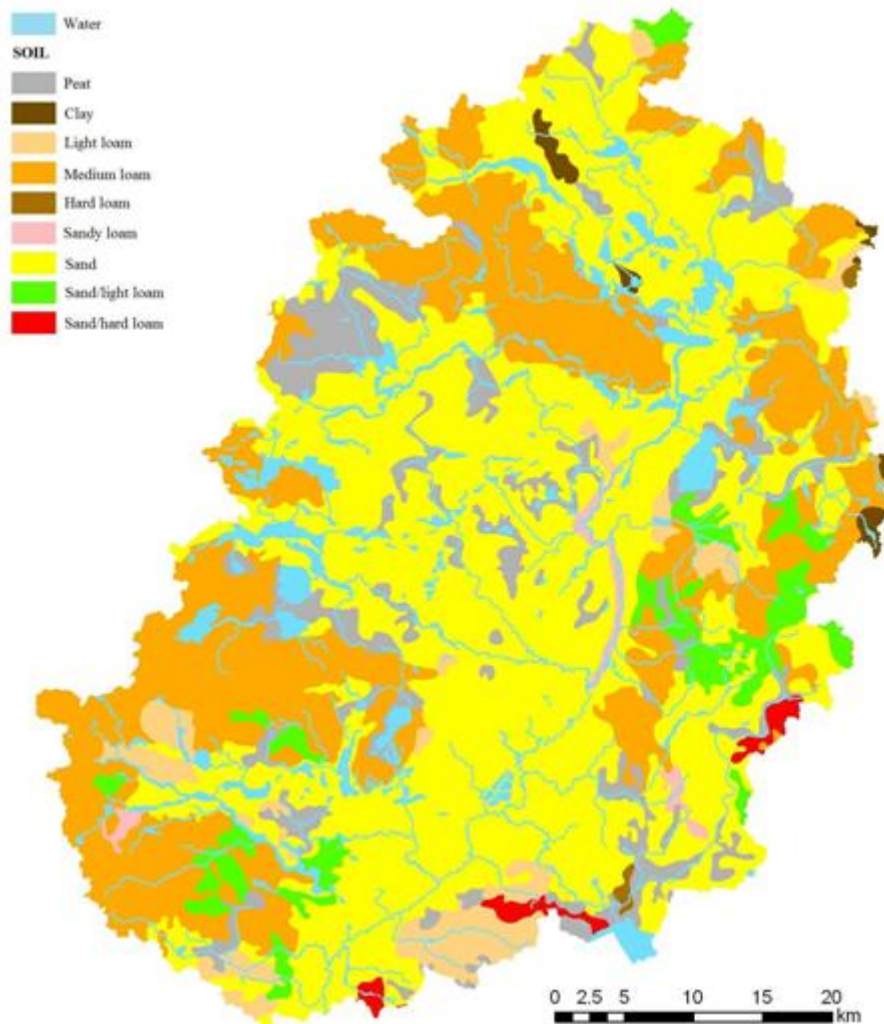 Water
SOIL
Peat
Clay
Light loam
Medium loam
Hard loam
Sandy loam
Sand
Sand/light loam
Sand/hard loam
0 2.5 5 10 15 20
km